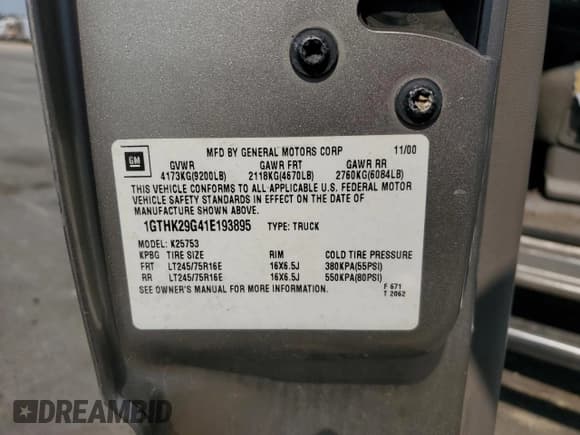 GM
MFD BY GENERAL MOTORS CORP 11/00
GVWR GAWR FRT GAWR RR
4173KG(9200LB) 2118KG(4670LB) 2760KG(6084LB)
THIS VEHICLE CONFORMS TO ALL APPLICABLE U.S. FEDERAL MOTOR
VEHICLE SAFETY STANDARDS IN EFFECT ON THE DATE OF
MANUFACTURE SHOWN ABOVE.
1GTHK29G41E193895 TYPE: TRUCK
MODEL: K25753
KPBG TIRE SIZE RIM COLD TIRE PRESSURE
FRT LT245/75R16E 16X6.5J 380KPA(55PSI)
RR LT245/75R16E 16X6.5J 550KPA(80PSI)
SEE OWNER'S MANUAL FOR MORE INFORMATION.
F 671
T 2062
DREAMBID